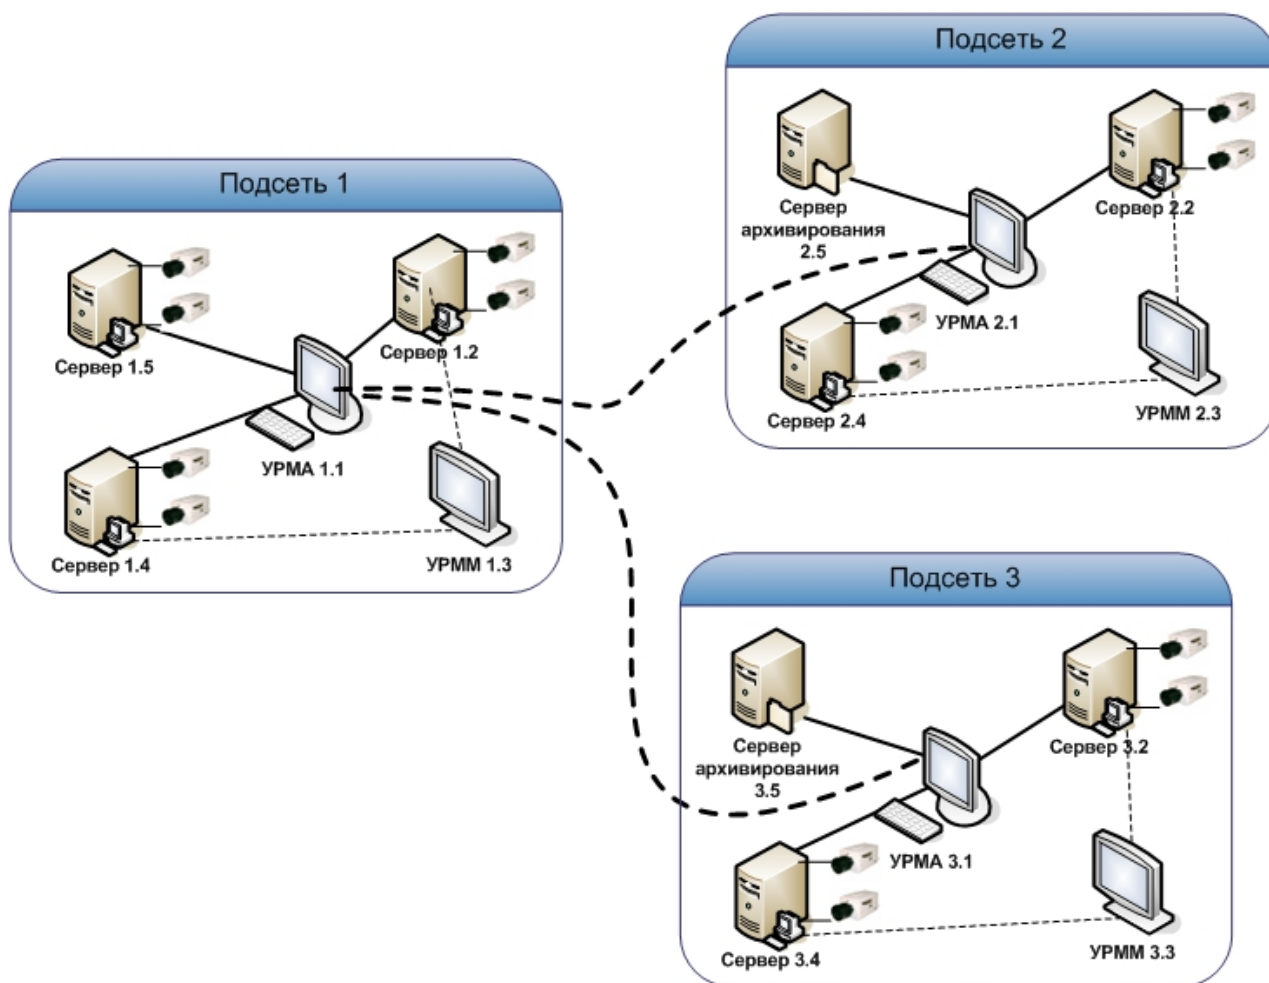 Подсеть 1
Сервер 1.5
Сервер 1.2
УРМА 1.1
Сервер 1.4
УРММ 1.3
Подсеть 2
Сервер
архивирования
2.5
Сервер 2.2
УРМА 2.1
Сервер 2.4
УРММ 2.3
Подсеть 3
Сервер
архивирования
3.5
Сервер 3.2
УРМА 3.1
Сервер 3.4
УРММ 3.3